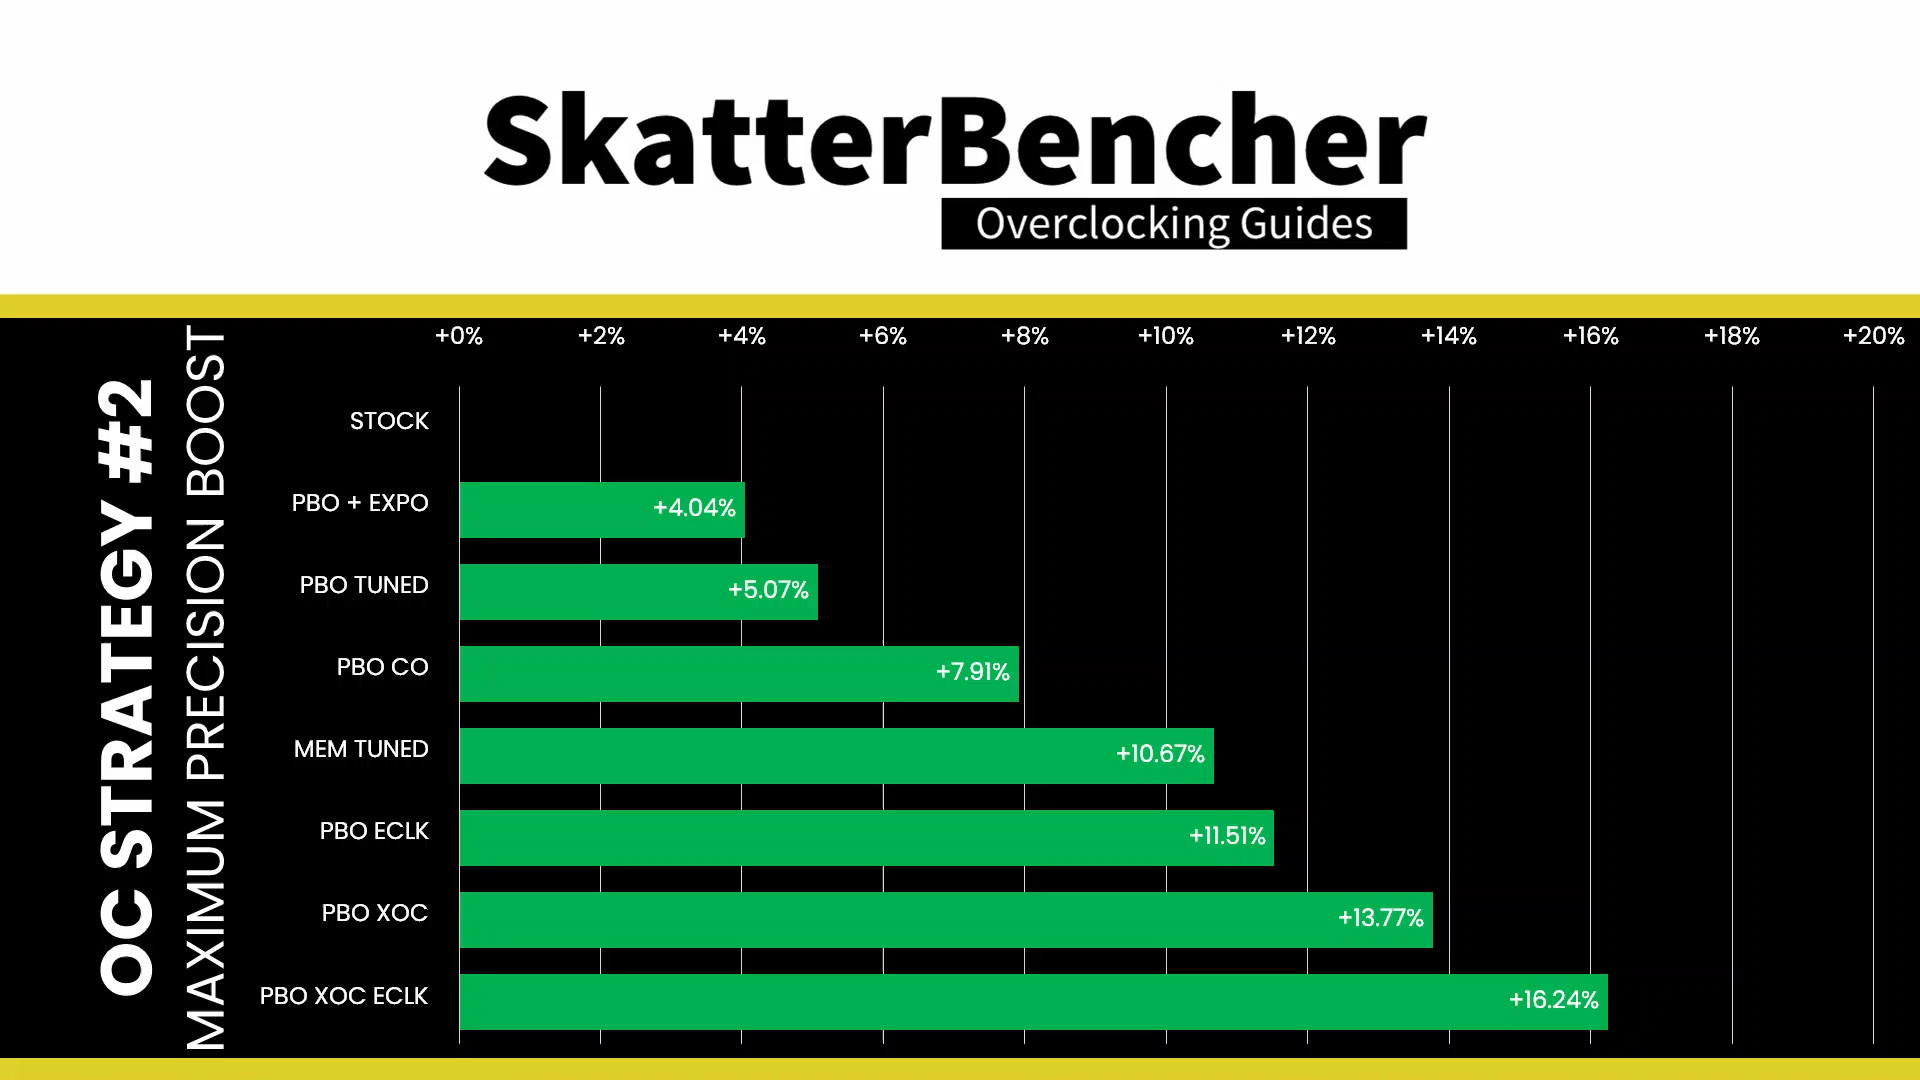 SkatterBencher
Overclocking Guides
OC STRATEGY #2
MAXIMUM PRECISION BOOST
+0% +2% +4% +6% +8% +10% +12% +14% +16% +18% +20%
STOCK
PBO + EXPO +4.04%
PBO TUNED +5.07%
PBO CO +7.91%
MEM TUNED +10.67%
PBO ECLK +11.51%
PBO XOC +13.77%
PBO XOC ECLK +16.24%